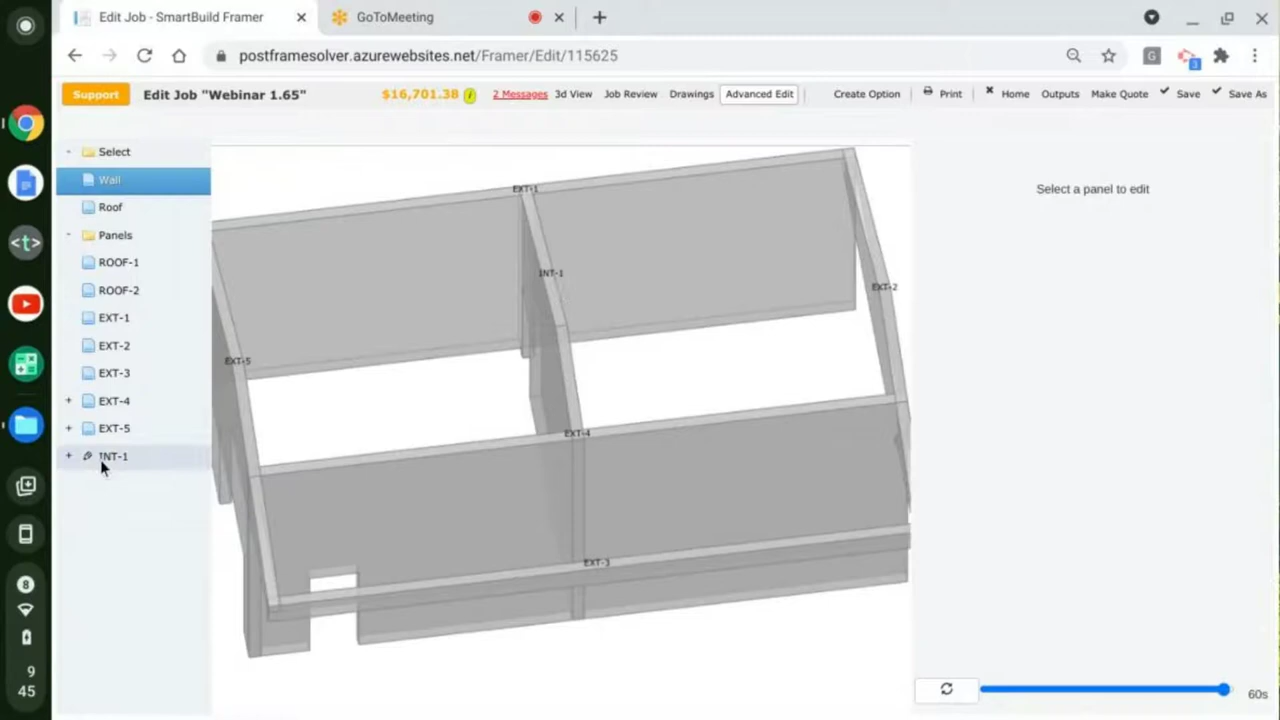 Edit Job - SmartBuild Framer
GoToMeeting
postframesolver.azurewebsites.net/Framer/Edit/115625
G
3
Support
Edit Job "Webinar 1.65"
$16,701.38
i
2 Messages
3d View
Job Review
Drawings
Advanced Edit
Create Option
Print
Home
Outputs
Make Quote
Save
Save As
Select
Wall
Roof
Panels
ROOF-1
ROOF-2
EXT-1
EXT-2
EXT-3
EXT-4
EXT-5
INT-1
EXT-1
INT-1
EXT-2
EXT-5
EXT-4
EXT-3
Select a panel to edit
60s
<t>
8
9
45